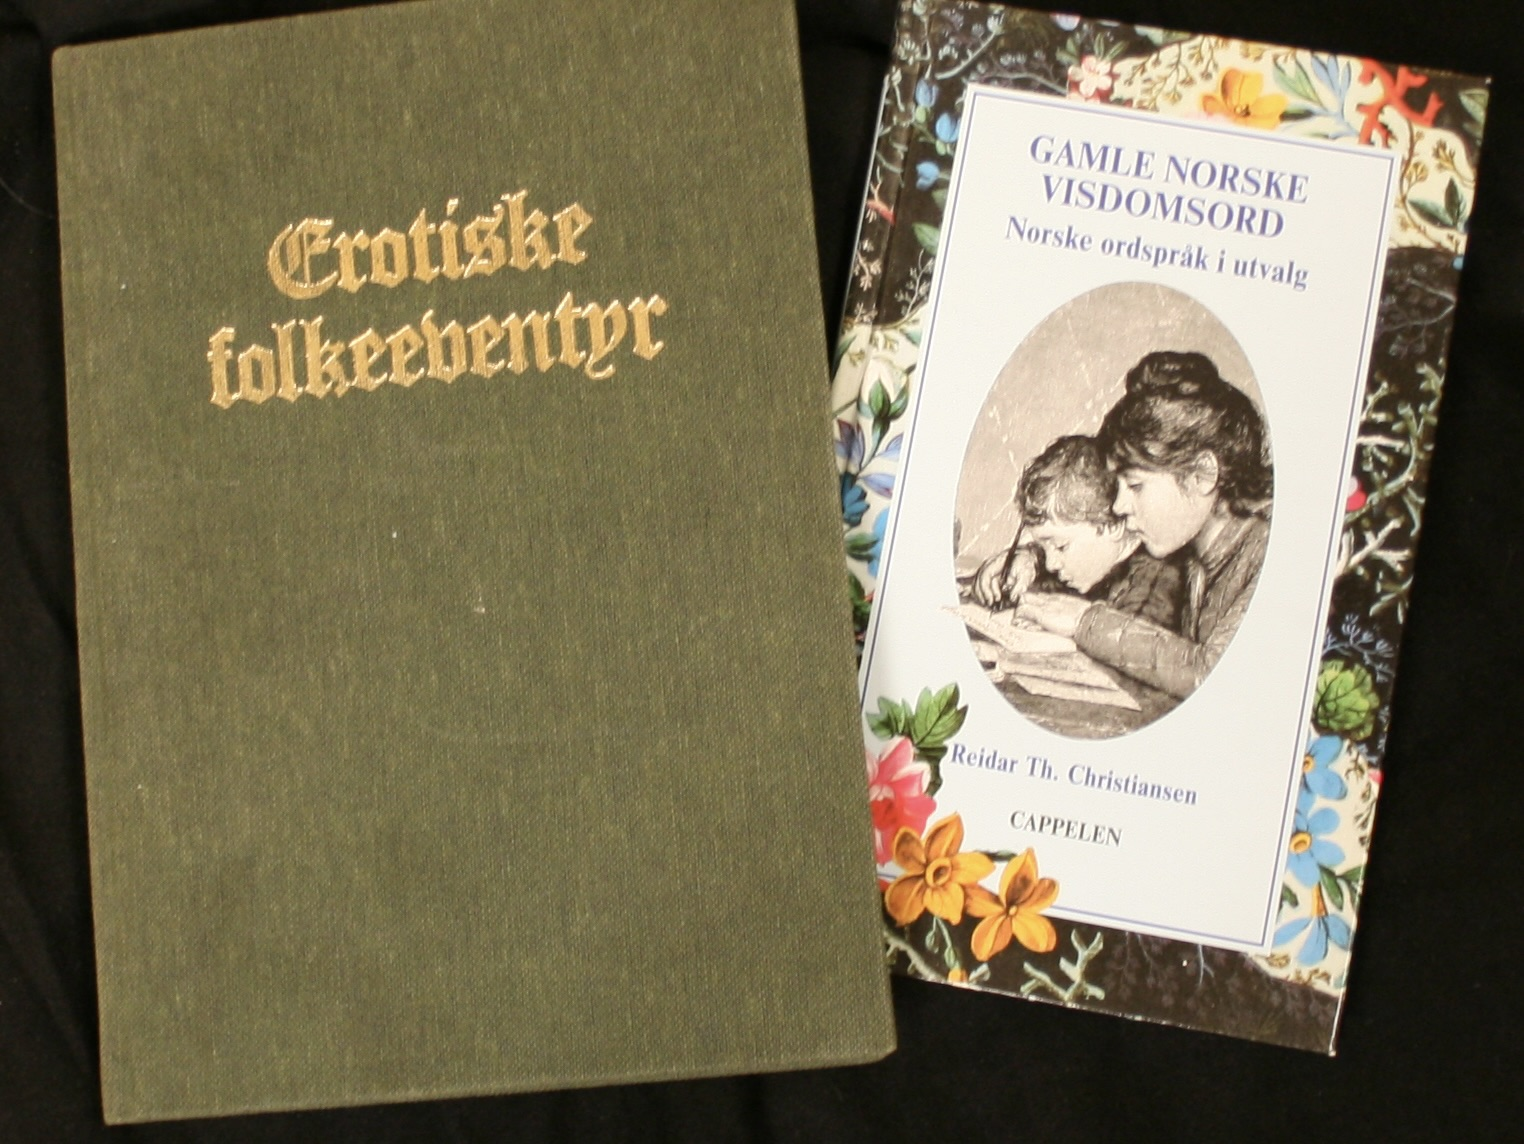 Erotiske
folkeeventyr
GAMLE NORSKE
VISDOMSORD
Norske ordspråk i utvalg
Reidar Th. Christiansen
CAPPELEN